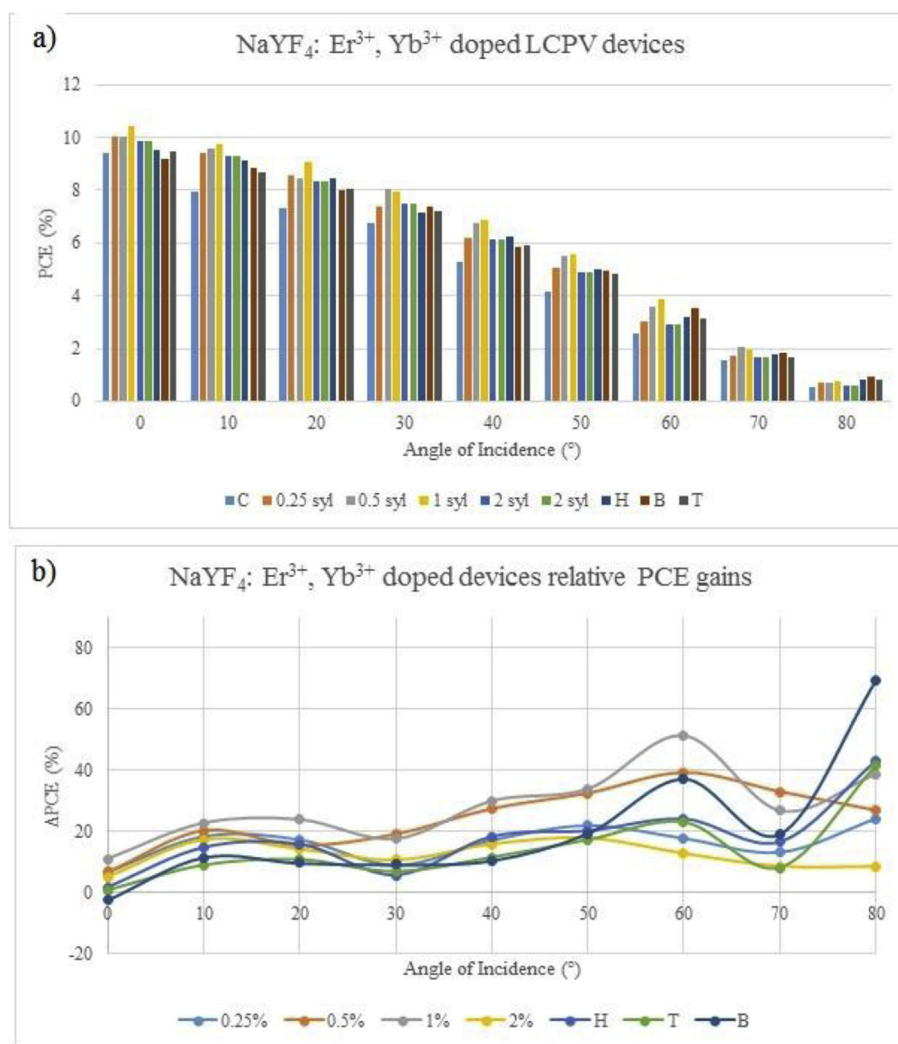 a)
NaYF₄: Er³⁺, Yb³⁺ doped LCPV devices
12
10
8
6
4
2
0
PCE (%)
0 10 20 30 40 50 60 70 80
Angle of Incidence (°)
C 0.25 syl 0.5 syl 1 syl 2 syl 2 syl H B T
b)
NaYF₄: Er³⁺, Yb³⁺ doped devices relative PCE gains
80
60
40
20
0
-20
ΔPCE (%)
0 10 20 30 40 50 60 70 80
Angle of Incidence (°)
0.25% 0.5% 1% 2% H T B